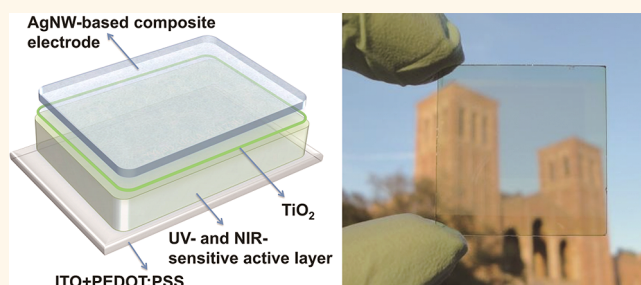 AgNW-based composite
electrode
TiO₂
UV- and NIR-
sensitive active layer
ITO+PEDOT:PSS